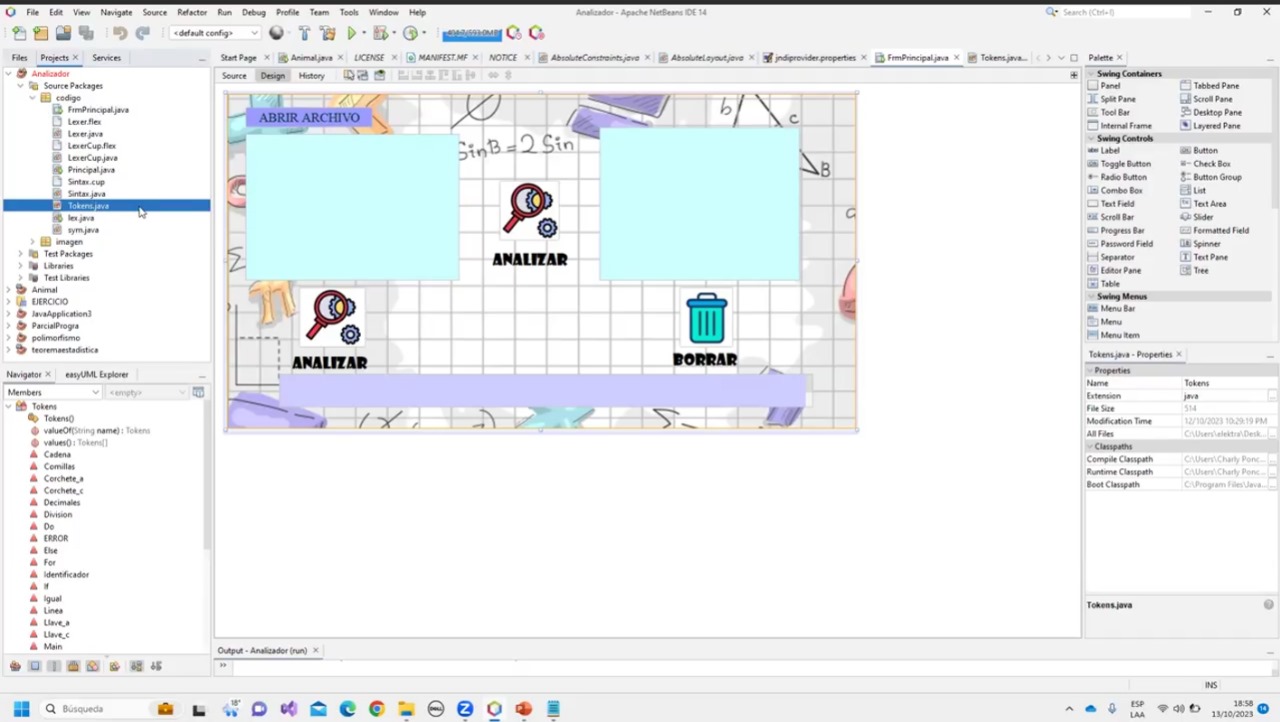 File Edit View Navigate Source Refactor Run Debug Profile Team Tools Window Help
Analizador - Apache NetBeans IDE 14
Search (Ctrl+I)
<default config>
Files Projects Services
Start Page Animal.java LICENSE MANIFEST.MF NOTICE AbsoluteConstraints.java AbsoluteLayout.java jndiprovider.properties FrmPrincipal.java Tokens.java...
Palette
Source Design History
Analizador
Source Packages
codigo
FrmPrincipal.java
Lexer.flex
Lexer.java
LexerCup.flex
LexerCup.java
Principal.java
Sintax.cup
Sintax.java
Tokens.java
lex.java
sym.java
imagen
Test Packages
Libraries
Test Libraries
Animal
EJERCICIO
JavaApplication3
ParcialProgra
polimorfismo
teoremaestadistica
Navigator easyUML Explorer
Members <empty>
Tokens
Tokens()
valueOf(String name) : Tokens
values() : Tokens[]
Cadena
Comillas
Corchete_a
Corchete_c
Decimales
Division
Do
ERROR
Else
For
Identificador
If
Igual
Linea
Llave_a
Llave_c
Main
ABRIR ARCHIVO
SinB = 2 Sin
b
c
B
ANALIZAR
ANALIZAR
BORRAR
Output - Analizador (run)
Swing Containers
Panel Tabbed Pane
Split Pane Scroll Pane
Tool Bar Desktop Pane
Internal Frame Layered Pane
Swing Controls
Label Button
Toggle Button Check Box
Radio Button Button Group
Combo Box List
Text Field Text Area
Scroll Bar Slider
Progress Bar Formatted Field
Password Field Spinner
Separator Text Pane
Editor Pane Tree
Table
Swing Menus
Menu Bar
Menu
Menu Item
Tokens.java - Properties
Properties
Name Tokens
Extension java
File Size 514
Modification Time 12/10/2023 10:29:19 PM
All Files C:\Users\elektra\Desk...
Classpaths
Compile Classpath C:\Users\Charly Ponc...
Runtime Classpath C:\Users\Charly Ponc...
Boot Classpath C:\Program Files\Java...
Tokens.java
INS
Búsqueda
18°
DELL
ESP
LAA
18:58
13/10/2023